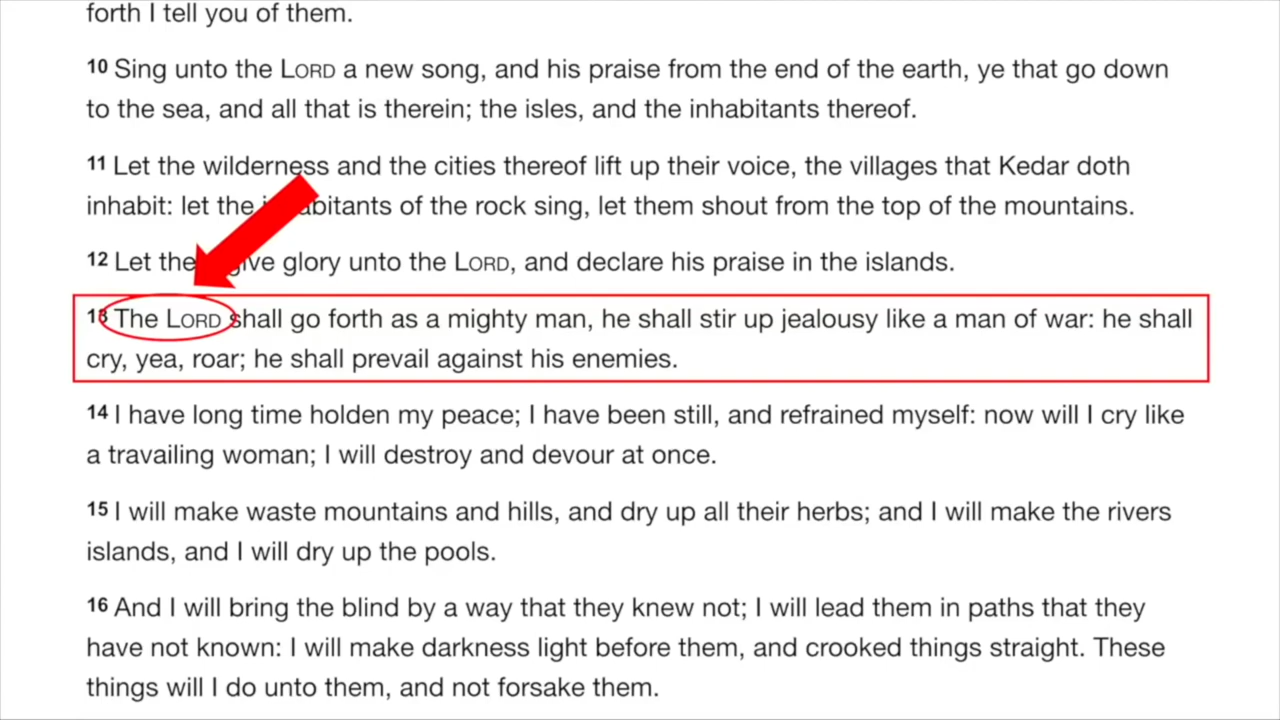 forth I tell you of them.
10 Sing unto the LORD a new song, and his praise from the end of the earth, ye that go down
to the sea, and all that is therein; the isles, and the inhabitants thereof.
11 Let the wilderness and the cities thereof lift up their voice, the villages that Kedar doth
inhabit: let the inhabitants of the rock sing, let them shout from the top of the mountains.
12 Let them give glory unto the LORD, and declare his praise in the islands.
13 The LORD shall go forth as a mighty man, he shall stir up jealousy like a man of war: he shall
cry, yea, roar; he shall prevail against his enemies.
14 I have long time holden my peace; I have been still, and refrained myself: now will I cry like
a travailing woman; I will destroy and devour at once.
15 I will make waste mountains and hills, and dry up all their herbs; and I will make the rivers
islands, and I will dry up the pools.
16 And I will bring the blind by a way that they knew not; I will lead them in paths that they
have not known: I will make darkness light before them, and crooked things straight. These
things will I do unto them, and not forsake them.